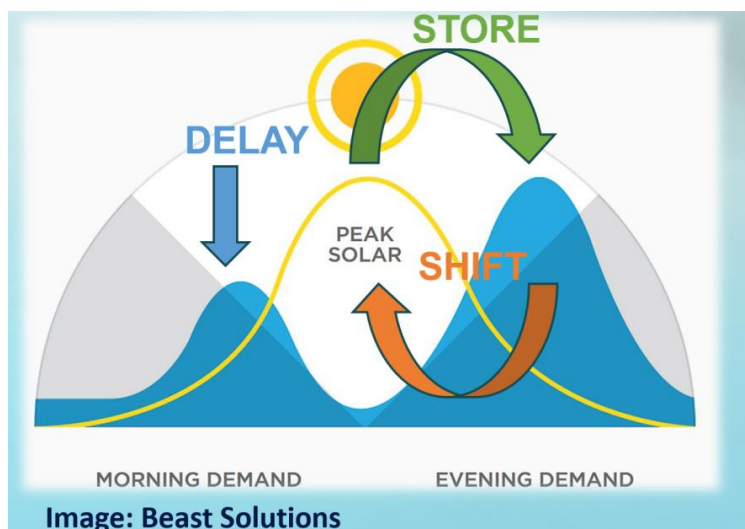 STORE
DELAY
PEAK
SOLAR
SHIFT
MORNING DEMAND
EVENING DEMAND
Image: Beast Solutions